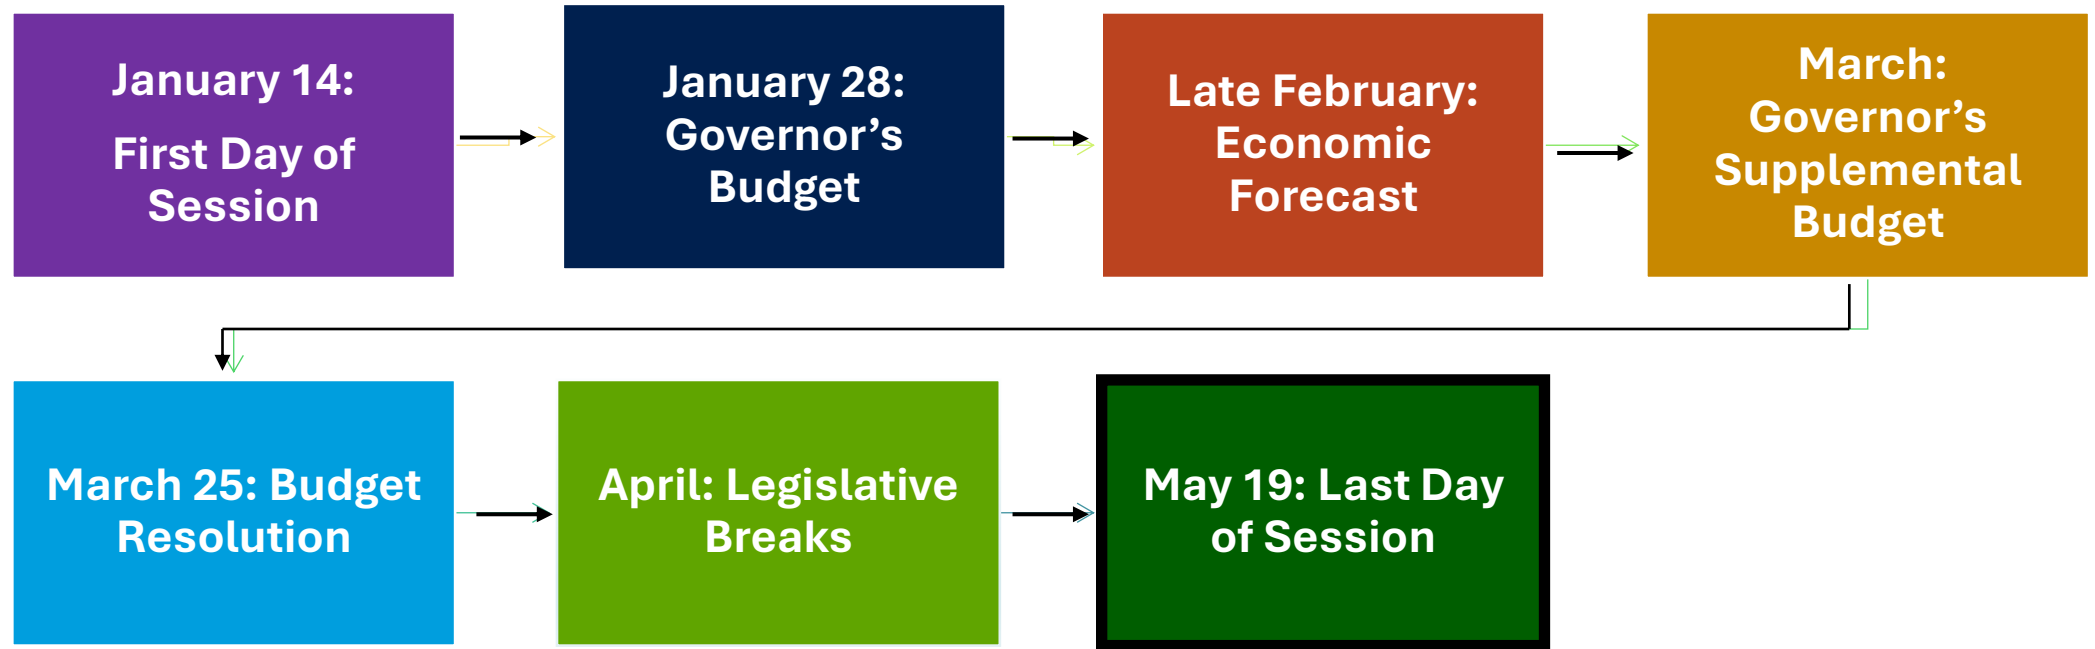 January 14:
First Day of
Session
January 28:
Governor’s
Budget
Late February:
Economic
Forecast
March:
Governor’s
Supplemental
Budget
March 25: Budget
Resolution
April: Legislative
Breaks
May 19: Last Day
of Session